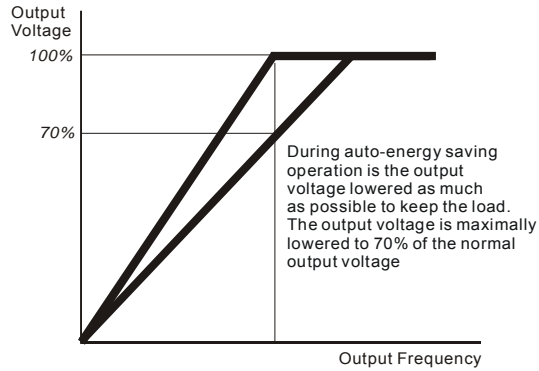 Output
Voltage
100%
70%
During auto-energy saving
operation is the output
voltage lowered as much
as possible to keep the load.
The output voltage is maximally
lowered to 70% of the normal
output voltage
Output Frequency